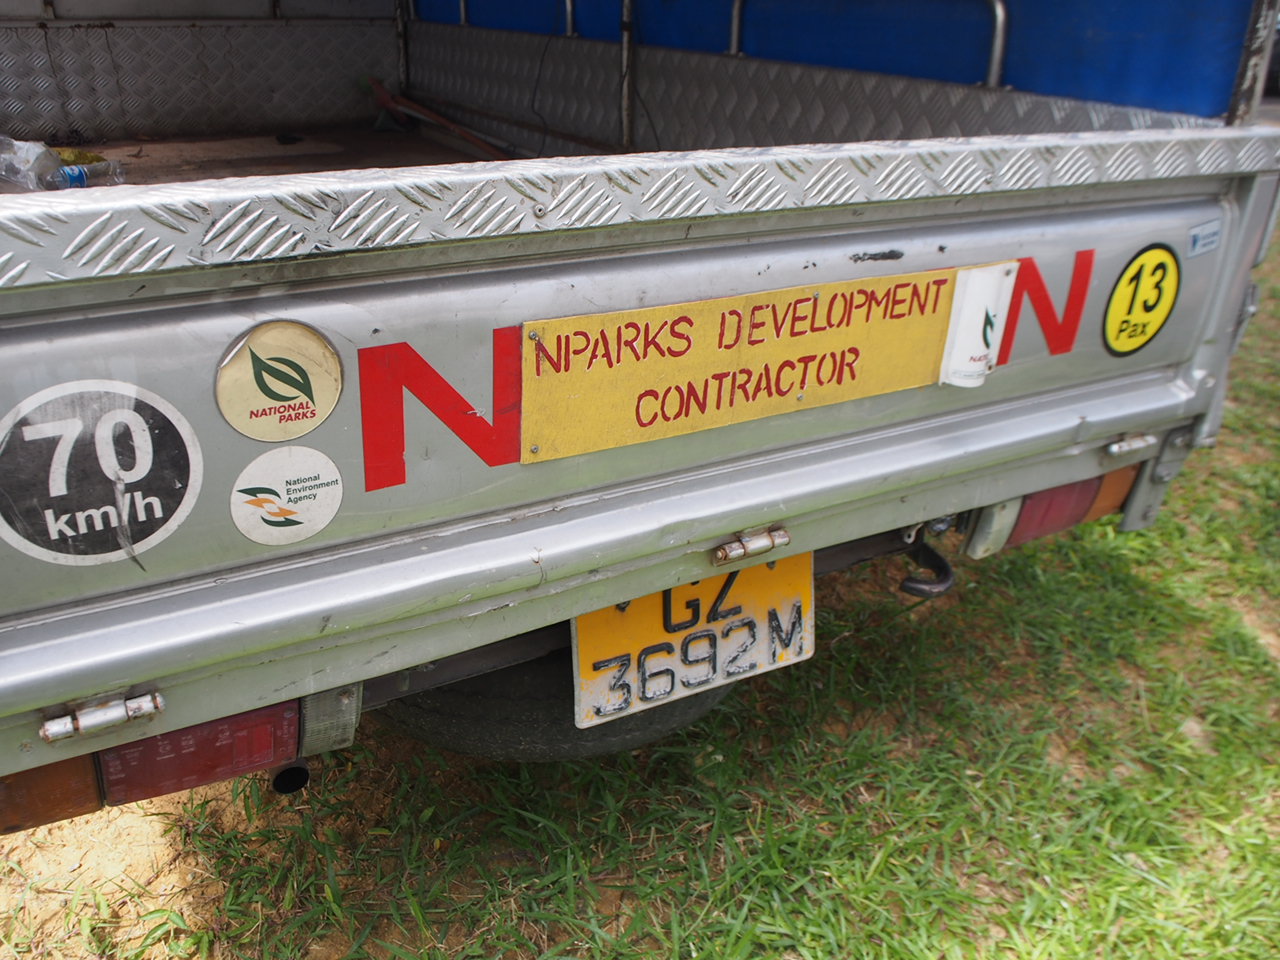 70
km/h
NATIONAL
PARKS
National
Environment
Agency
N
NPARKS DEVELOPMENT
CONTRACTOR
N
13
Pax
GZ
3692M